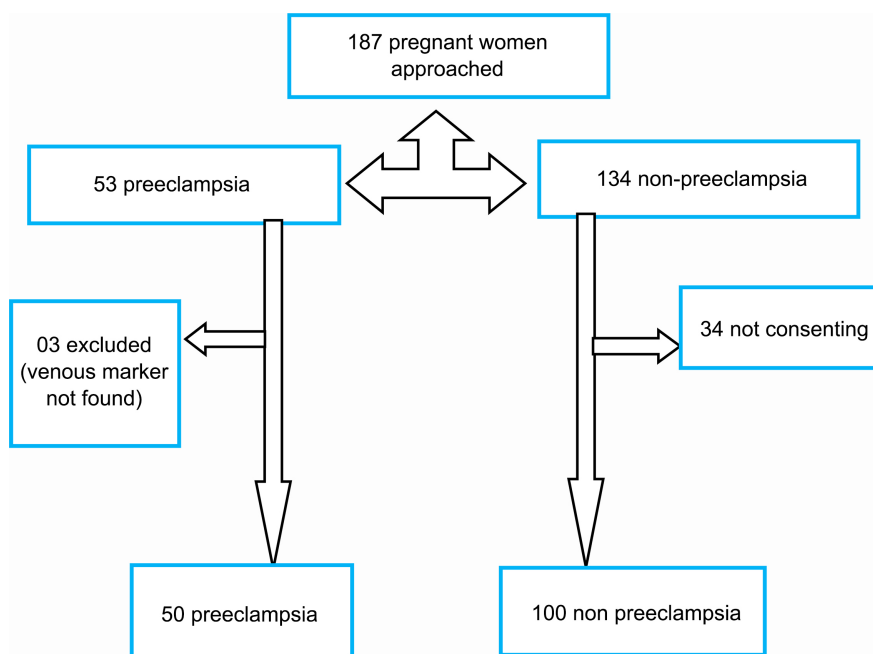 187 pregnant women
approached
53 preeclampsia
134 non-preeclampsia
03 excluded
(venous marker
not found)
34 not consenting
50 preeclampsia
100 non preeclampsia